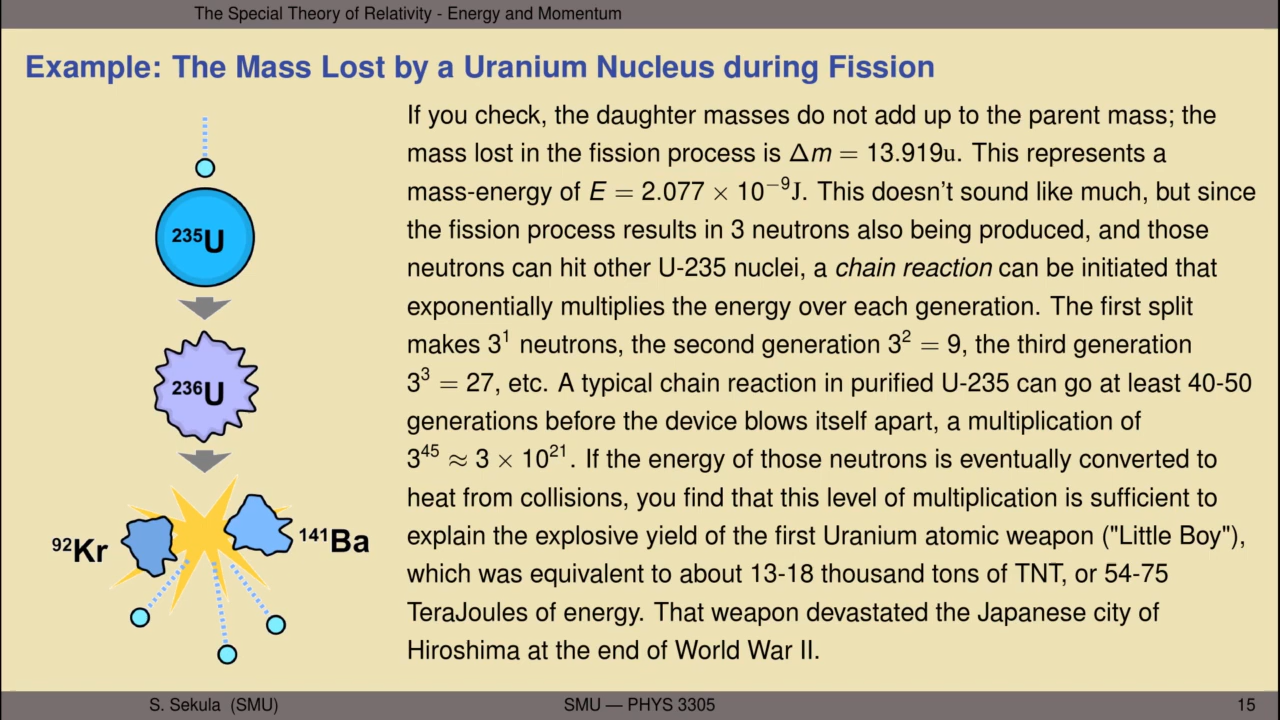 The Special Theory of Relativity - Energy and Momentum
Example: The Mass Lost by a Uranium Nucleus during Fission
²³⁵U
²³⁶U
⁹²Kr
¹⁴¹Ba
If you check, the daughter masses do not add up to the parent mass; the
mass lost in the fission process is Δm = 13.919u. This represents a
mass-energy of E = 2.077 × 10⁻⁹J. This doesn't sound like much, but since
the fission process results in 3 neutrons also being produced, and those
neutrons can hit other U-235 nuclei, a chain reaction can be initiated that
exponentially multiplies the energy over each generation. The first split
makes 3¹ neutrons, the second generation 3² = 9, the third generation
3³ = 27, etc. A typical chain reaction in purified U-235 can go at least 40-50
generations before the device blows itself apart, a multiplication of
3⁴⁵ ≈ 3 × 10²¹. If the energy of those neutrons is eventually converted to
heat from collisions, you find that this level of multiplication is sufficient to
explain the explosive yield of the first Uranium atomic weapon ("Little Boy"),
which was equivalent to about 13-18 thousand tons of TNT, or 54-75
TeraJoules of energy. That weapon devastated the Japanese city of
Hiroshima at the end of World War II.
S. Sekula (SMU)
SMU — PHYS 3305
15